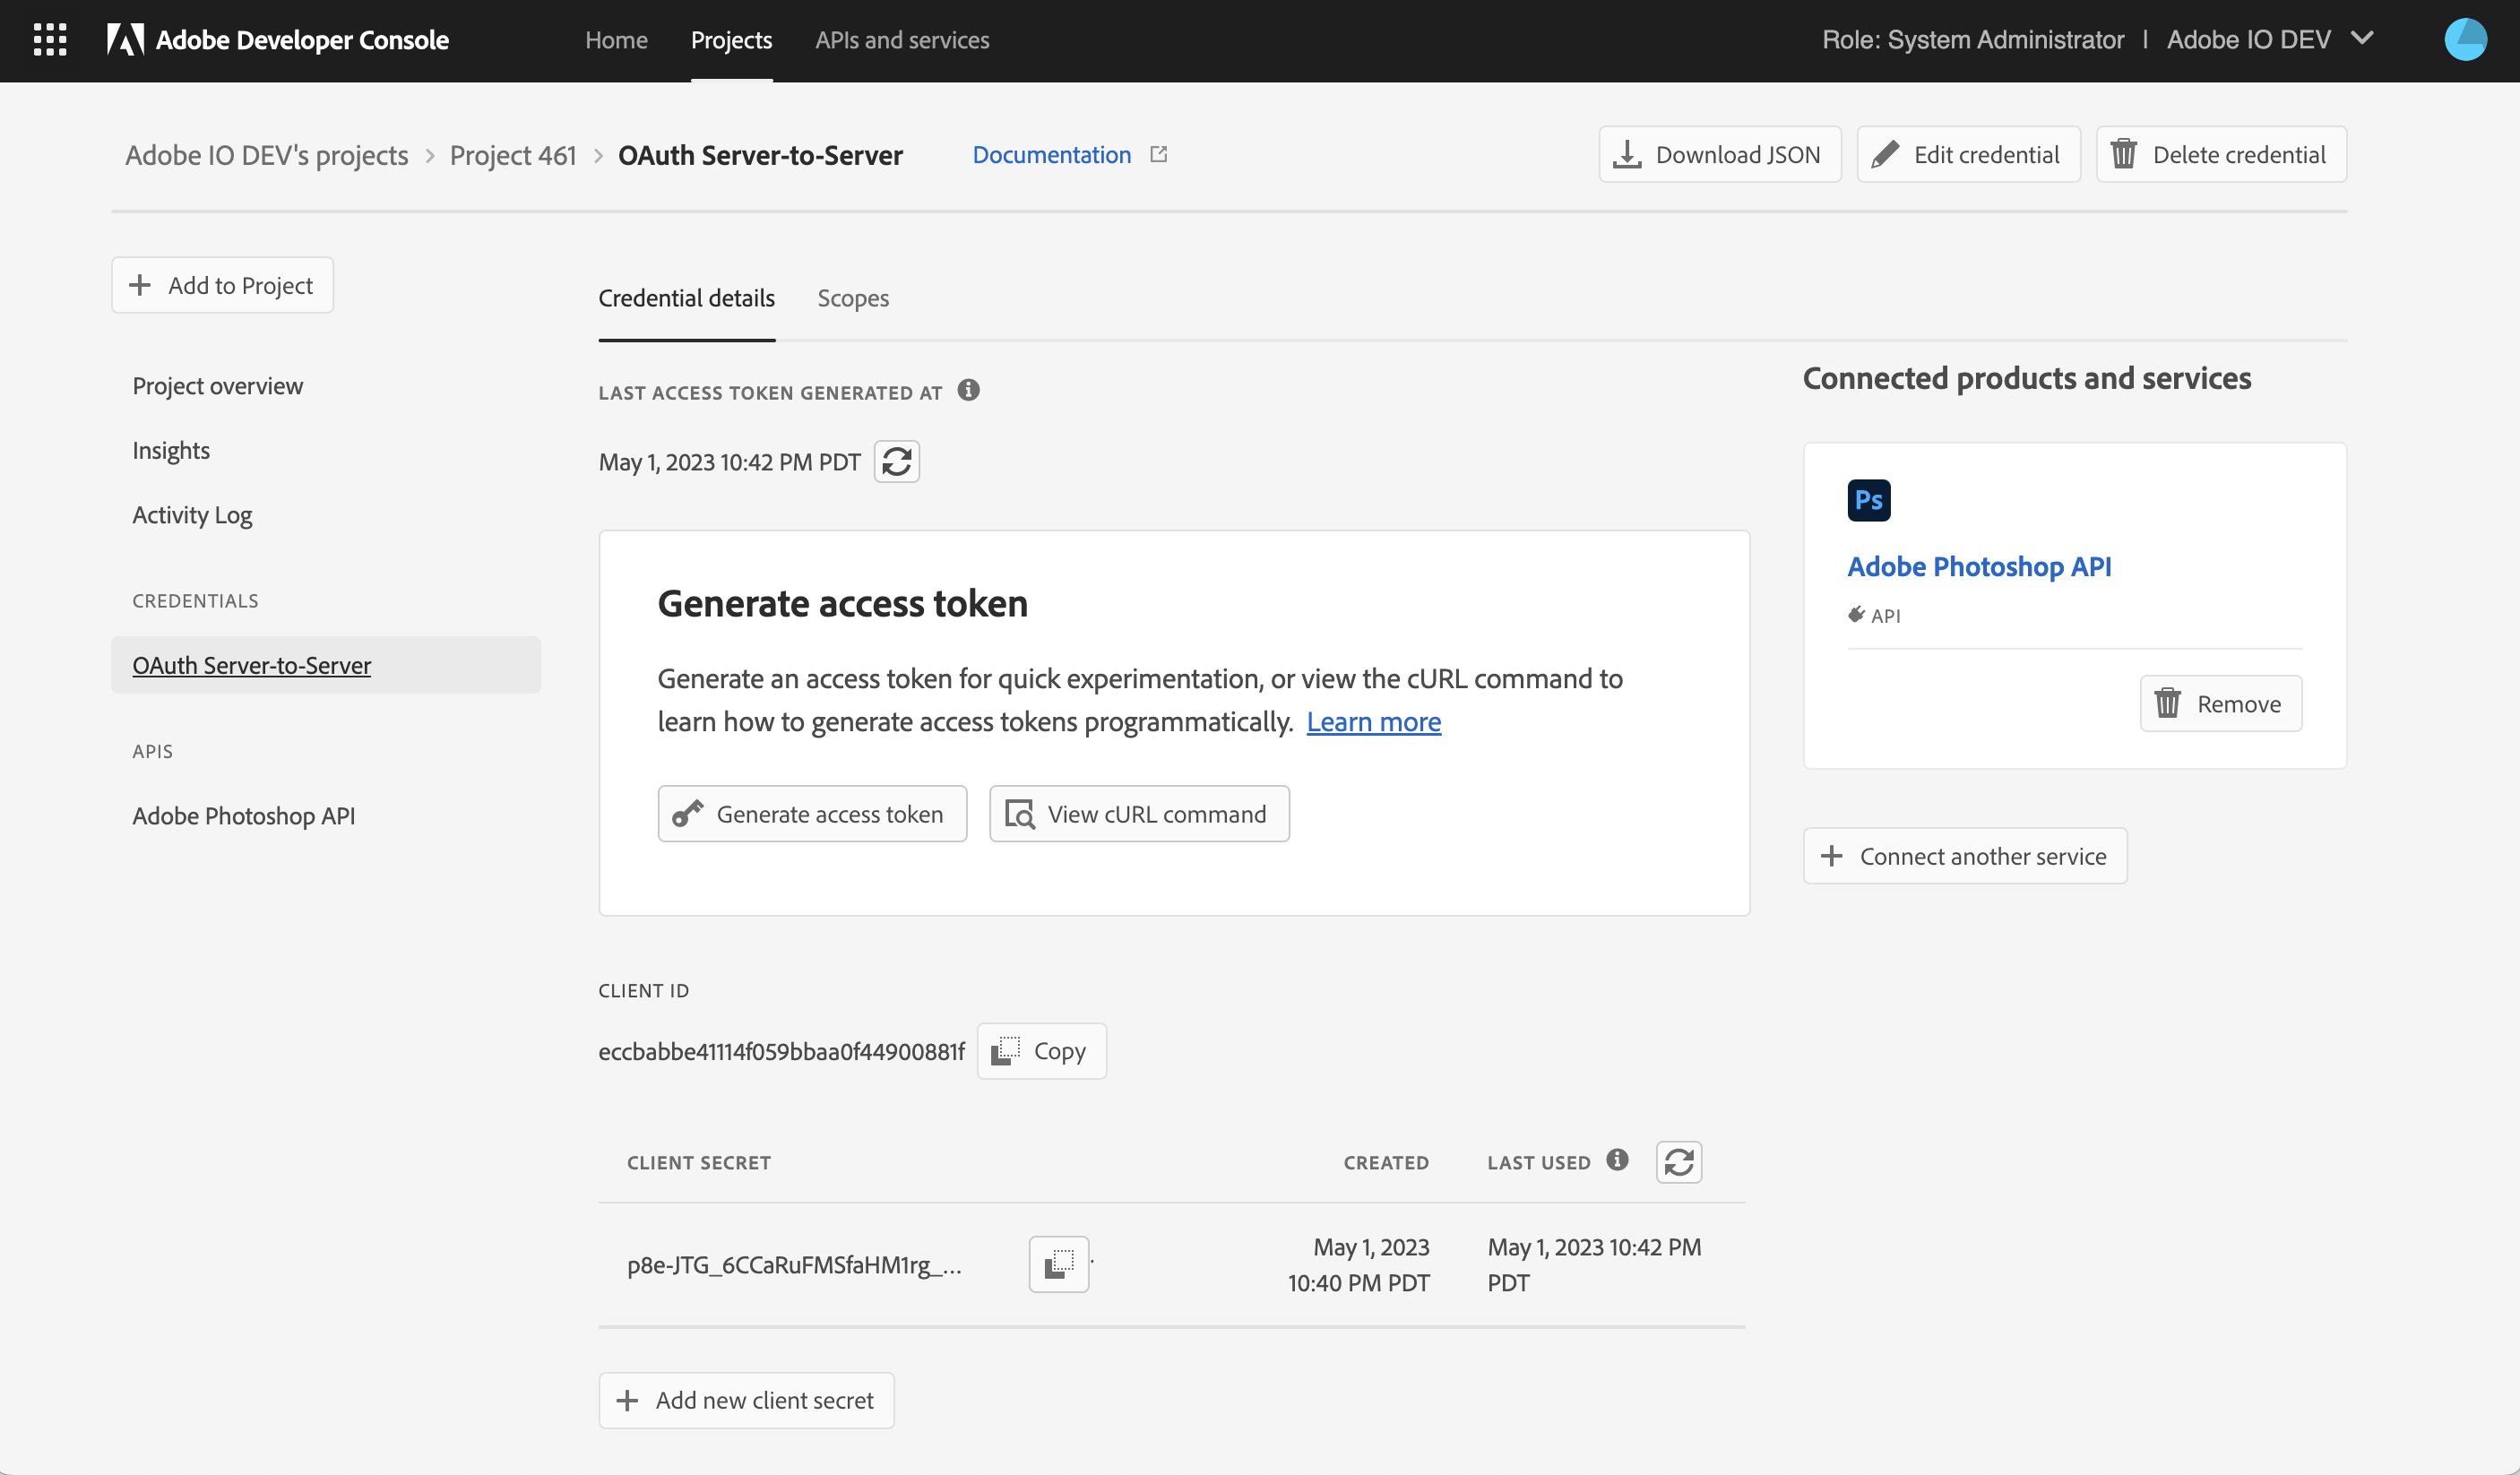 Adobe Developer Console
Home
Projects
APIs and services
Role: System Administrator | Adobe IO DEV
Adobe IO DEV's projects > Project 461 > OAuth Server-to-Server
Documentation
Download JSON
Edit credential
Delete credential
Add to Project
Project overview
Insights
Activity Log
CREDENTIALS
OAuth Server-to-Server
APIS
Adobe Photoshop API
Credential details
Scopes
LAST ACCESS TOKEN GENERATED AT
May 1, 2023 10:42 PM PDT
Generate access token
Generate an access token for quick experimentation, or view the cURL command to
learn how to generate access tokens programmatically. Learn more
Generate access token
View cURL command
CLIENT ID
eccbabbe41114f059bbaa0f44900881f
Copy
CLIENT SECRET
CREATED
LAST USED
p8e-JTG_6CCaRuFMSfaHM1rg_...
May 1, 2023
10:40 PM PDT
May 1, 2023 10:42 PM
PDT
Add new client secret
Connected products and services
Ps
Adobe Photoshop API
API
Remove
Connect another service